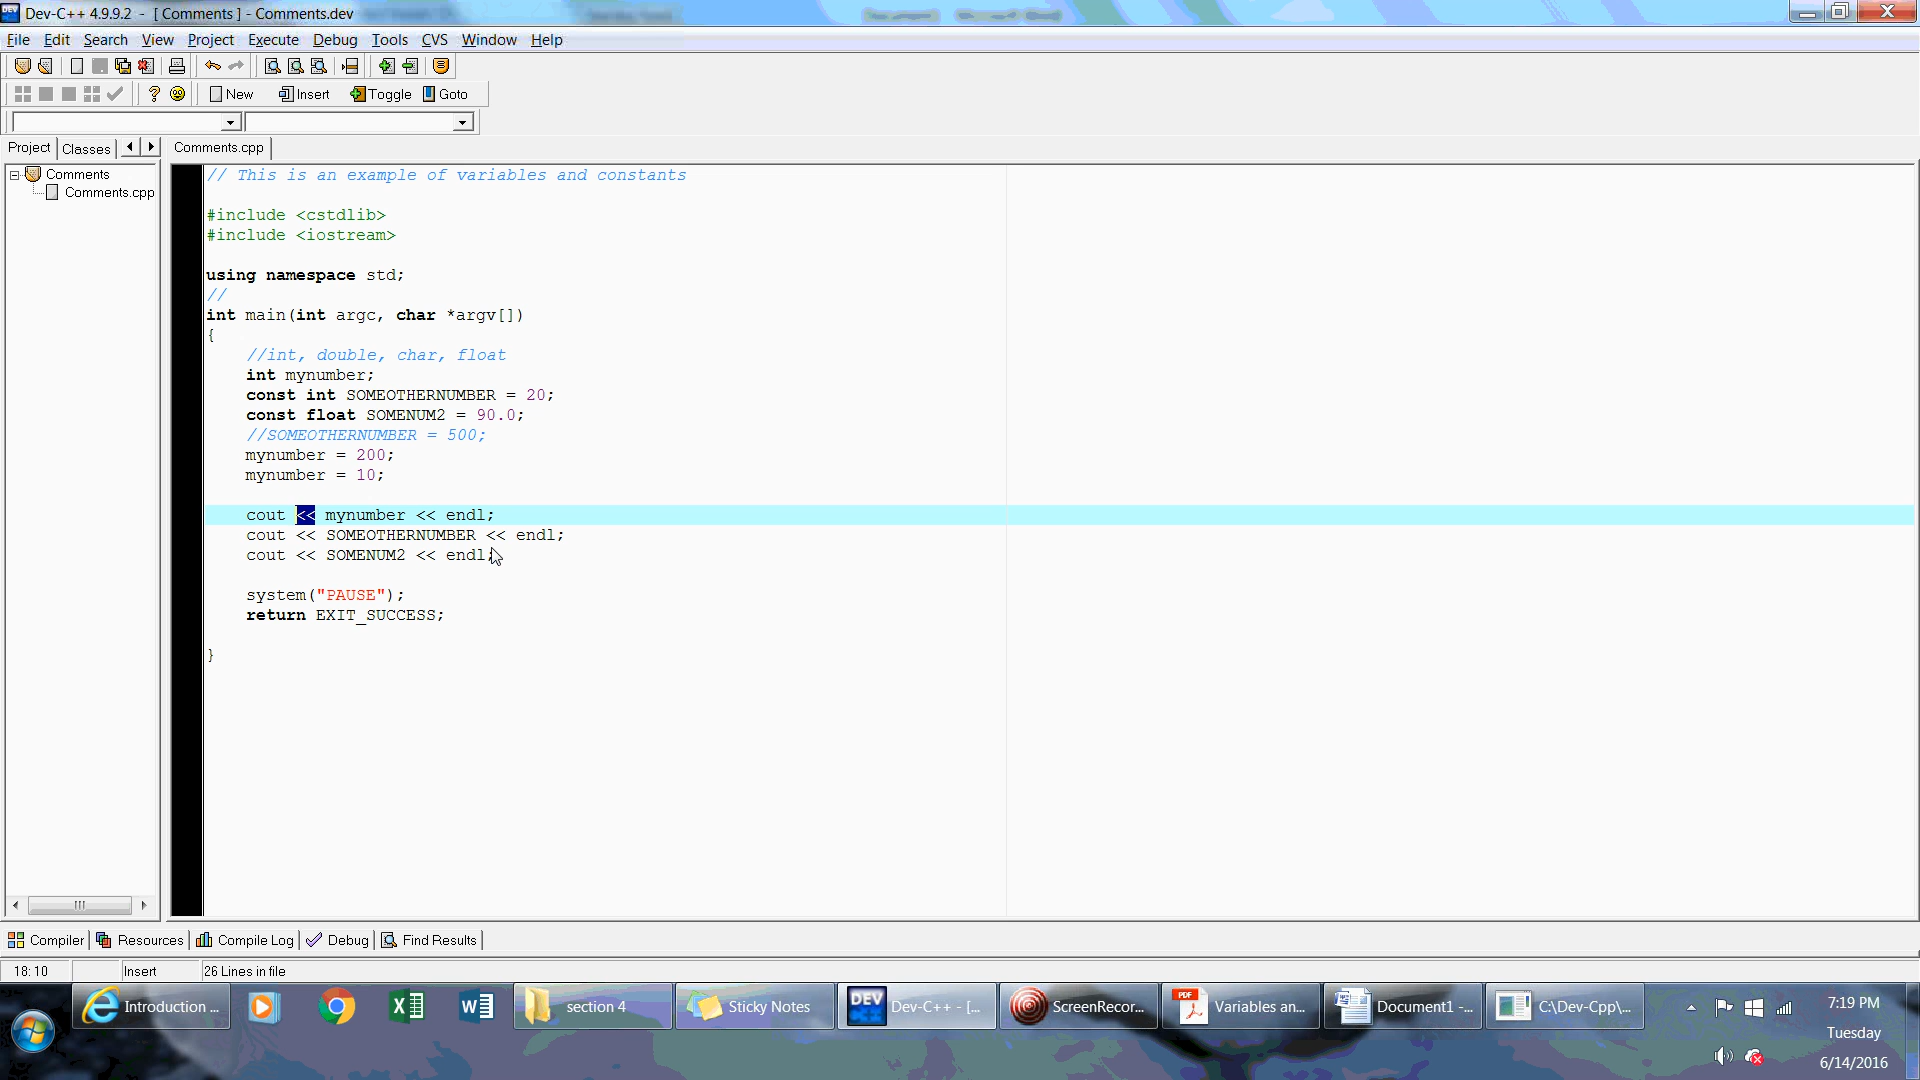 Dev-C++ 4.9.9.2 - [ Comments ] - Comments.dev
File Edit Search View Project Execute Debug Tools CVS Window Help
New Insert Toggle Goto
Project Classes Comments.cpp
Comments
Comments.cpp
// This is an example of variables and constants
#include <cstdlib>
#include <iostream>
using namespace std;
//
int main(int argc, char *argv[])
{
//int, double, char, float
int mynumber;
const int SOMEOTHERNUMBER = 20;
const float SOMENUM2 = 90.0;
//SOMEOTHERNUMBER = 500;
mynumber = 200;
mynumber = 10;
cout << mynumber << endl;
cout << SOMEOTHERNUMBER << endl;
cout << SOMENUM2 << endl;
system("PAUSE");
return EXIT_SUCCESS;
}
Compiler Resources Compile Log Debug Find Results
18: 10 Insert 26 Lines in file
Introduction ... section 4 Sticky Notes DEV C++ Dev-C++ - [... ScreenRecor... PDF Variables an... Document1 -... C:\Dev-Cpp\...
7:19 PM
Tuesday
6/14/2016